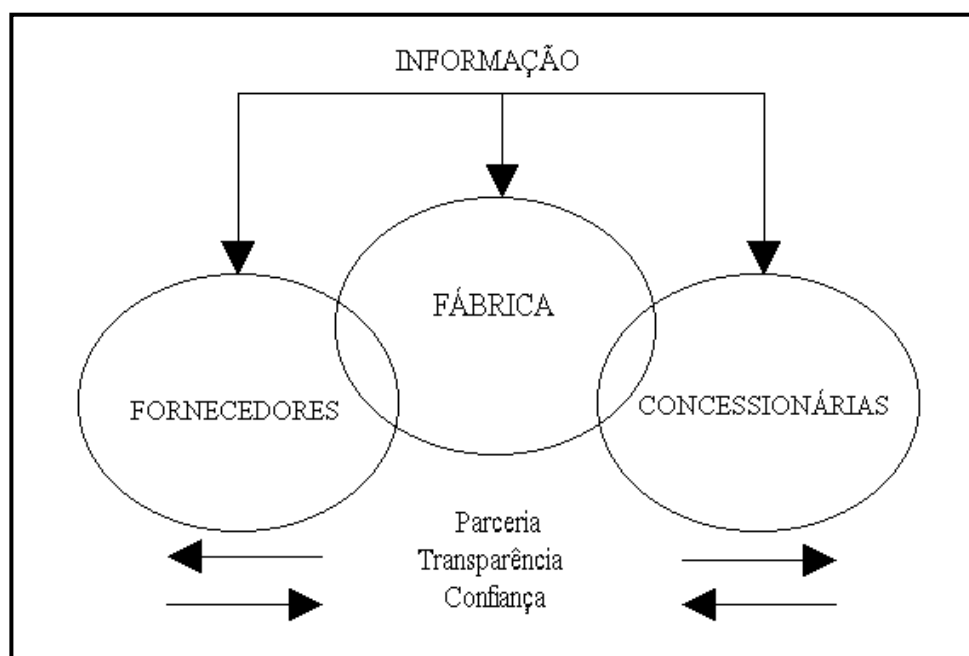 INFORMAÇÃO
FÁBRICA
FORNECEDORES
CONCESSIONÁRIAS
Parceria
Transparência
Confiança